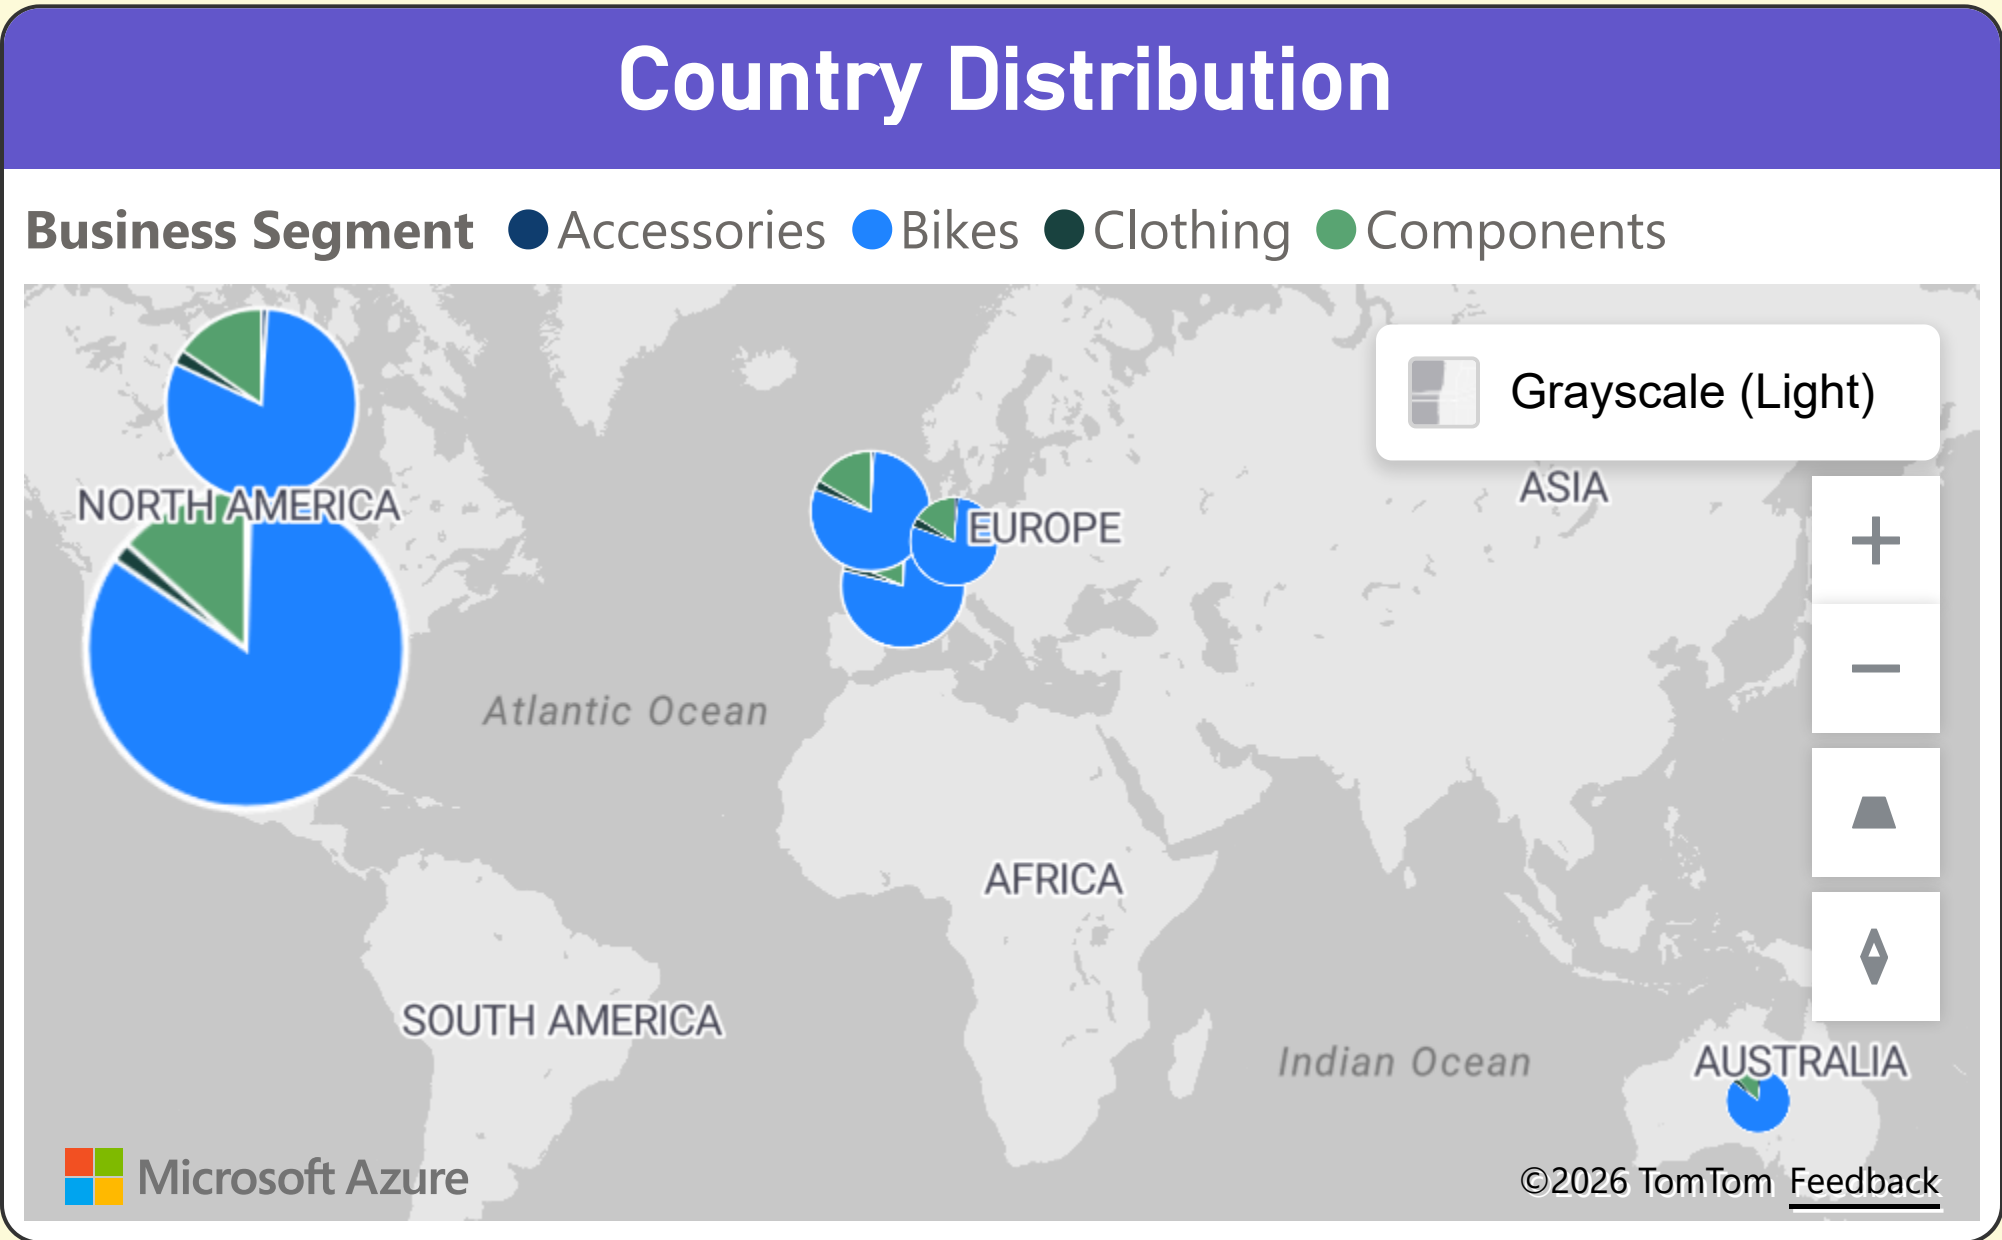 Country Distribution
Business Segment Accessories Bikes Clothing Components
Grayscale (Light)
NORTH AMERICA
ASIA
EUROPE
Atlantic Ocean
AFRICA
SOUTH AMERICA
Indian Ocean
AUSTRALIA
Microsoft Azure
©2026 TomTom Feedback